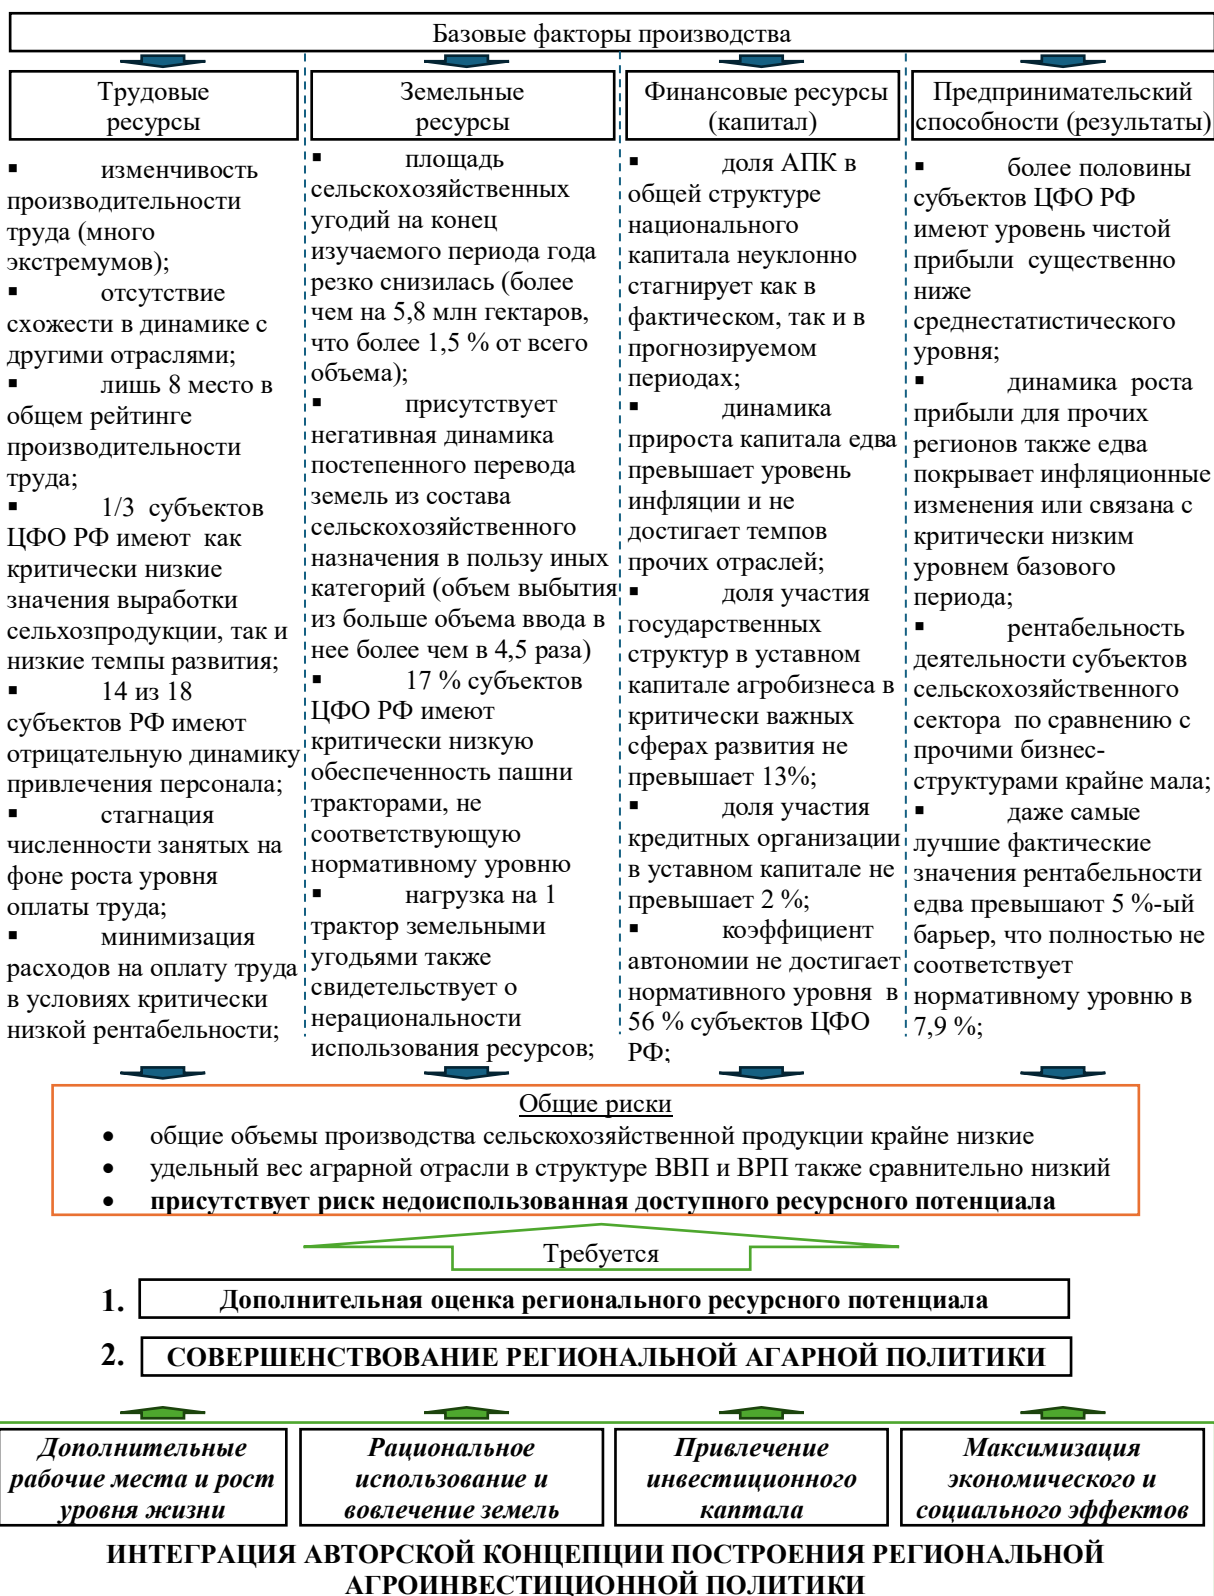 Базовые факторы производства
Трудовые
ресурсы
▪ изменчивость
производительности
труда (много
экстремумов);
▪ отсутствие
схожести в динамике с
другими отраслями;
▪ лишь 8 место в
общем рейтинге
производительности
труда;
▪ 1/3 субъектов
ЦФО РФ имеют как
критически низкие
значения выработки
сельхозпродукции, так и
низкие темпы развития;
▪ 14 из 18
субъектов РФ имеют
отрицательную динамику
привлечения персонала;
▪ стагнация
численности занятых на
фоне роста уровня
оплаты труда;
▪ минимизация
расходов на оплату труда
в условиях критически
низкой рентабельности;
Земельные
ресурсы
▪ площадь
сельскохозяйственных
угодий на конец
изучаемого периода года
резко снизилась (более
чем на 5,8 млн гектаров,
что более 1,5 % от всего
объема);
▪ присутствует
негативная динамика
постепенного перевода
земель из состава
сельскохозяйственного
назначения в пользу иных
категорий (объем выбытия
из больше объема ввода в
нее более чем в 4,5 раза)
▪ 17 % субъектов
ЦФО РФ имеют
критически низкую
обеспеченность пашни
тракторами, не
соответствующую
нормативному уровню
▪ нагрузка на 1
трактор земельными
угодьями также
свидетельствует о
нерациональности
использования ресурсов;
Финансовые ресурсы
(капитал)
▪ доля АПК в
общей структуре
национального
капитала неуклонно
стагнирует как в
фактическом, так и в
прогнозируемом
периодах;
▪ динамика
прироста капитала едва
превышает уровень
инфляции и не
достигает темпов
прочих отраслей;
▪ доля участия
государственных
структур в уставном
капитале агробизнеса в
критически важных
сферах развития не
превышает 13%;
▪ доля участия
кредитных организации
в уставном капитале не
превышает 2 %;
▪ коэффициент
автономии не достигает
нормативного уровня в
56 % субъектов ЦФО
РФ;
Предпринимательский
способности (результаты)
▪ более половины
субъектов ЦФО РФ
имеют уровень чистой
прибыли существенно
ниже
среднестатистического
уровня;
▪ динамика роста
прибыли для прочих
регионов также едва
покрывает инфляционные
изменения или связана с
критически низким
уровнем базового
периода;
▪ рентабельность
деятельности субъектов
сельскохозяйственного
сектора по сравнению с
прочими бизнес-
структурами крайне мала;
▪ даже самые
лучшие фактические
значения рентабельности
едва превышают 5 %-ый
барьер, что полностью не
соответствует
нормативному уровню в
7,9 %;
Общие риски
• общие объемы производства сельскохозяйственной продукции крайне низкие
• удельный вес аграрной отрасли в структуре ВВП и ВРП также сравнительно низкий
• присутствует риск недоиспользованная доступного ресурсного потенциала
Требуется
1. Дополнительная оценка регионального ресурсного потенциала
2. СОВЕРШЕНСТВОВАНИЕ РЕГИОНАЛЬНОЙ АГАРНОЙ ПОЛИТИКИ
Дополнительные
рабочие места и рост
уровня жизни
Рациональное
использование и
вовлечение земель
Привлечение
инвестиционного
каптала
Максимизация
экономического и
социального эффектов
ИНТЕГРАЦИЯ АВТОРСКОЙ КОНЦЕПЦИИ ПОСТРОЕНИЯ РЕГИОНАЛЬНОЙ
АГРОИНВЕСТИЦИОННОЙ ПОЛИТИКИ